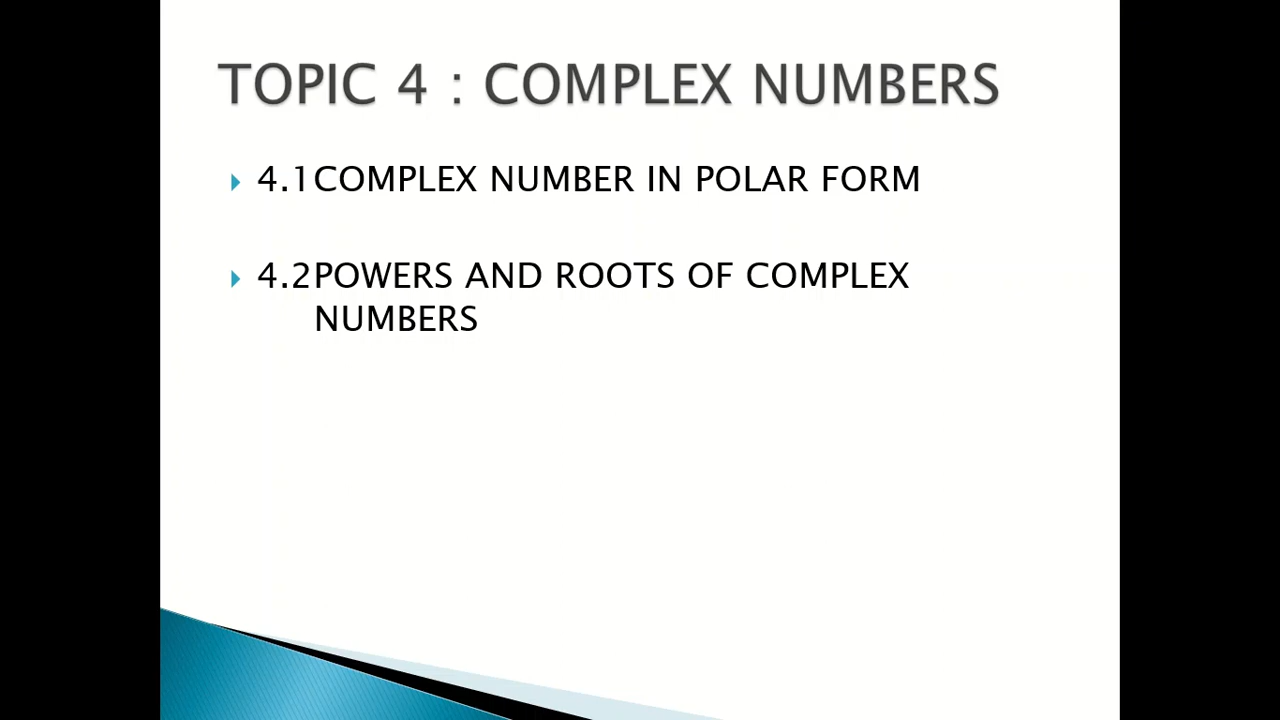 TOPIC 4 : COMPLEX NUMBERS
4.1COMPLEX NUMBER IN POLAR FORM
4.2POWERS AND ROOTS OF COMPLEX
NUMBERS